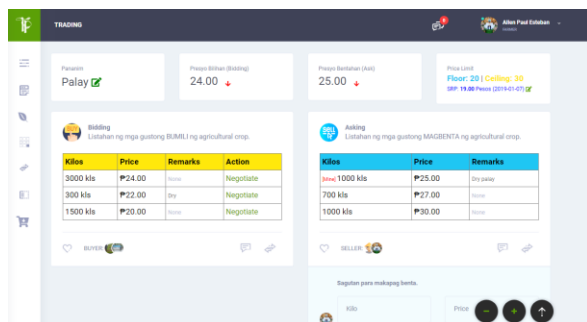 TRADING
Allen Paul Esteban
Pananim
Palay
Presyo Bilihan (Bidding)
24.00
Presyo Bentahan (Ask)
25.00
Price Limit
Floor: 20 | Ceiling: 30
SRP: 19.00 Pesos (2019-01-07)
Bidding
Listahan ng mga gustong BUMILI ng agricultural crop.
Kilos Price Remarks Action
3000 kls ₱24.00 None Negotiate
300 kls ₱22.00 Dry Negotiate
1500 kls ₱20.00 None Negotiate
BUYER:
Asking
Listahan ng mga gustong MAGBENTA ng agricultural crop.
Kilos Price Remarks
1000 kls ₱25.00 Dry palay
700 kls ₱27.00 None
1000 kls ₱30.00 None
SELLER:
Sagutan para makapag benta.
Kilo
Price